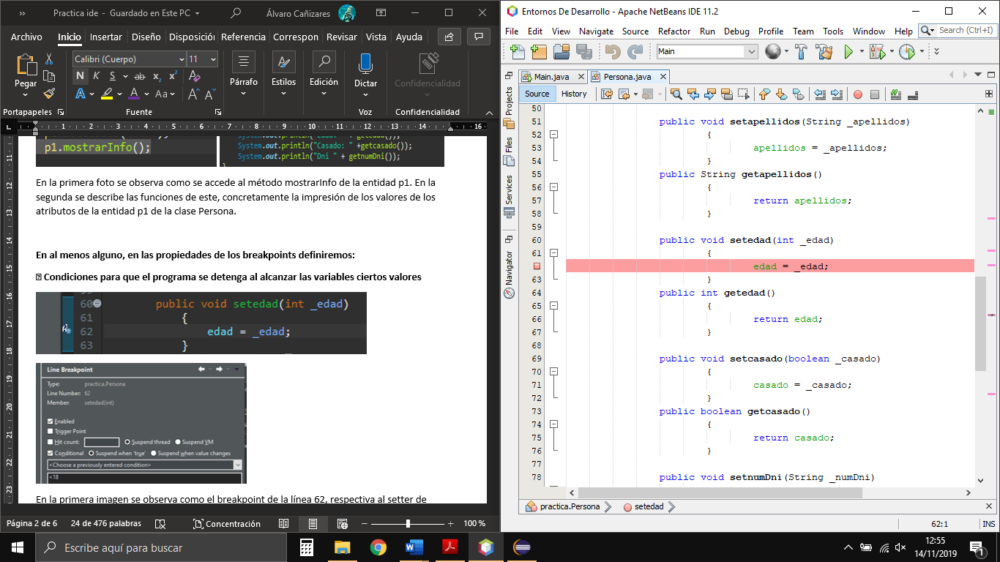 Practica ide - Guardado en Este PC
Álvaro Cañizares
Archivo Inicio Insertar Diseño Disposición Referencia Correspon Revisar Vista Ayuda
Pegar
Calibri (Cuerpo) 11
N K S ab x₂ x²
A A Aa A A
Párrafo
Estilos
Edición
Dictar
Confidencialidad
Portapapeles Fuente Voz Confidencialidad
1 2 3 4 5 6 7 8 9 10 11 12 13 14 15 16
p1.mostrarInfo();
System.out.println("Casado: " +getcasado());
System.out.println("Dni " + getnumDni());
En la primera foto se observa como se accede al método mostrarInfo de la entidad p1. En la
segunda se describe las funciones de este, concretamente la impresión de los valores de los
atributos de la entidad p1 de la clase Persona.
En al menos alguno, en las propiedades de los breakpoints definiremos:
Condiciones para que el programa se detenga al alcanzar las variables ciertos valores
60 public void setedad(int _edad)
61 {
62 edad = _edad;
63 }
Line Breakpoint
Type: practica.Persona
Line Number: 62
Member: setedad(int)
Enabled
Trigger Point
Hit count: Suspend thread Suspend VM
Conditional Suspend when 'true' Suspend when value changes
<Choose a previously entered condition>
<18
En la primera imagen se observa como el breakpoint de la línea 62, respectiva al setter de
Página 2 de 6 24 de 476 palabras Concentración 100 %
Entornos De Desarrollo - Apache NetBeans IDE 11.2
File Edit View Navigate Source Refactor Run Debug Profile Team Tools Window Help Search (Ctrl+I)
Main
Main.java Persona.java
Source History
Projects
Files
Services
Navigator
50
51 public void setapellidos(String _apellidos)
52 {
53 apellidos = _apellidos;
54 }
55 public String getapellidos()
56 {
57 return apellidos;
58 }
59
60 public void setedad(int _edad)
61 {
edad = _edad;
63 }
64 public int getedad()
65 {
66 return edad;
67 }
68
69 public void setcasado(boolean _casado)
70 {
71 casado = _casado;
72 }
73 public boolean getcasado()
74 {
75 return casado;
76 }
77
78 public void setnumDni(String _numDni)
practica.Persona setedad
62:1 INS
Escribe aquí para buscar
12:55
14/11/2019
1